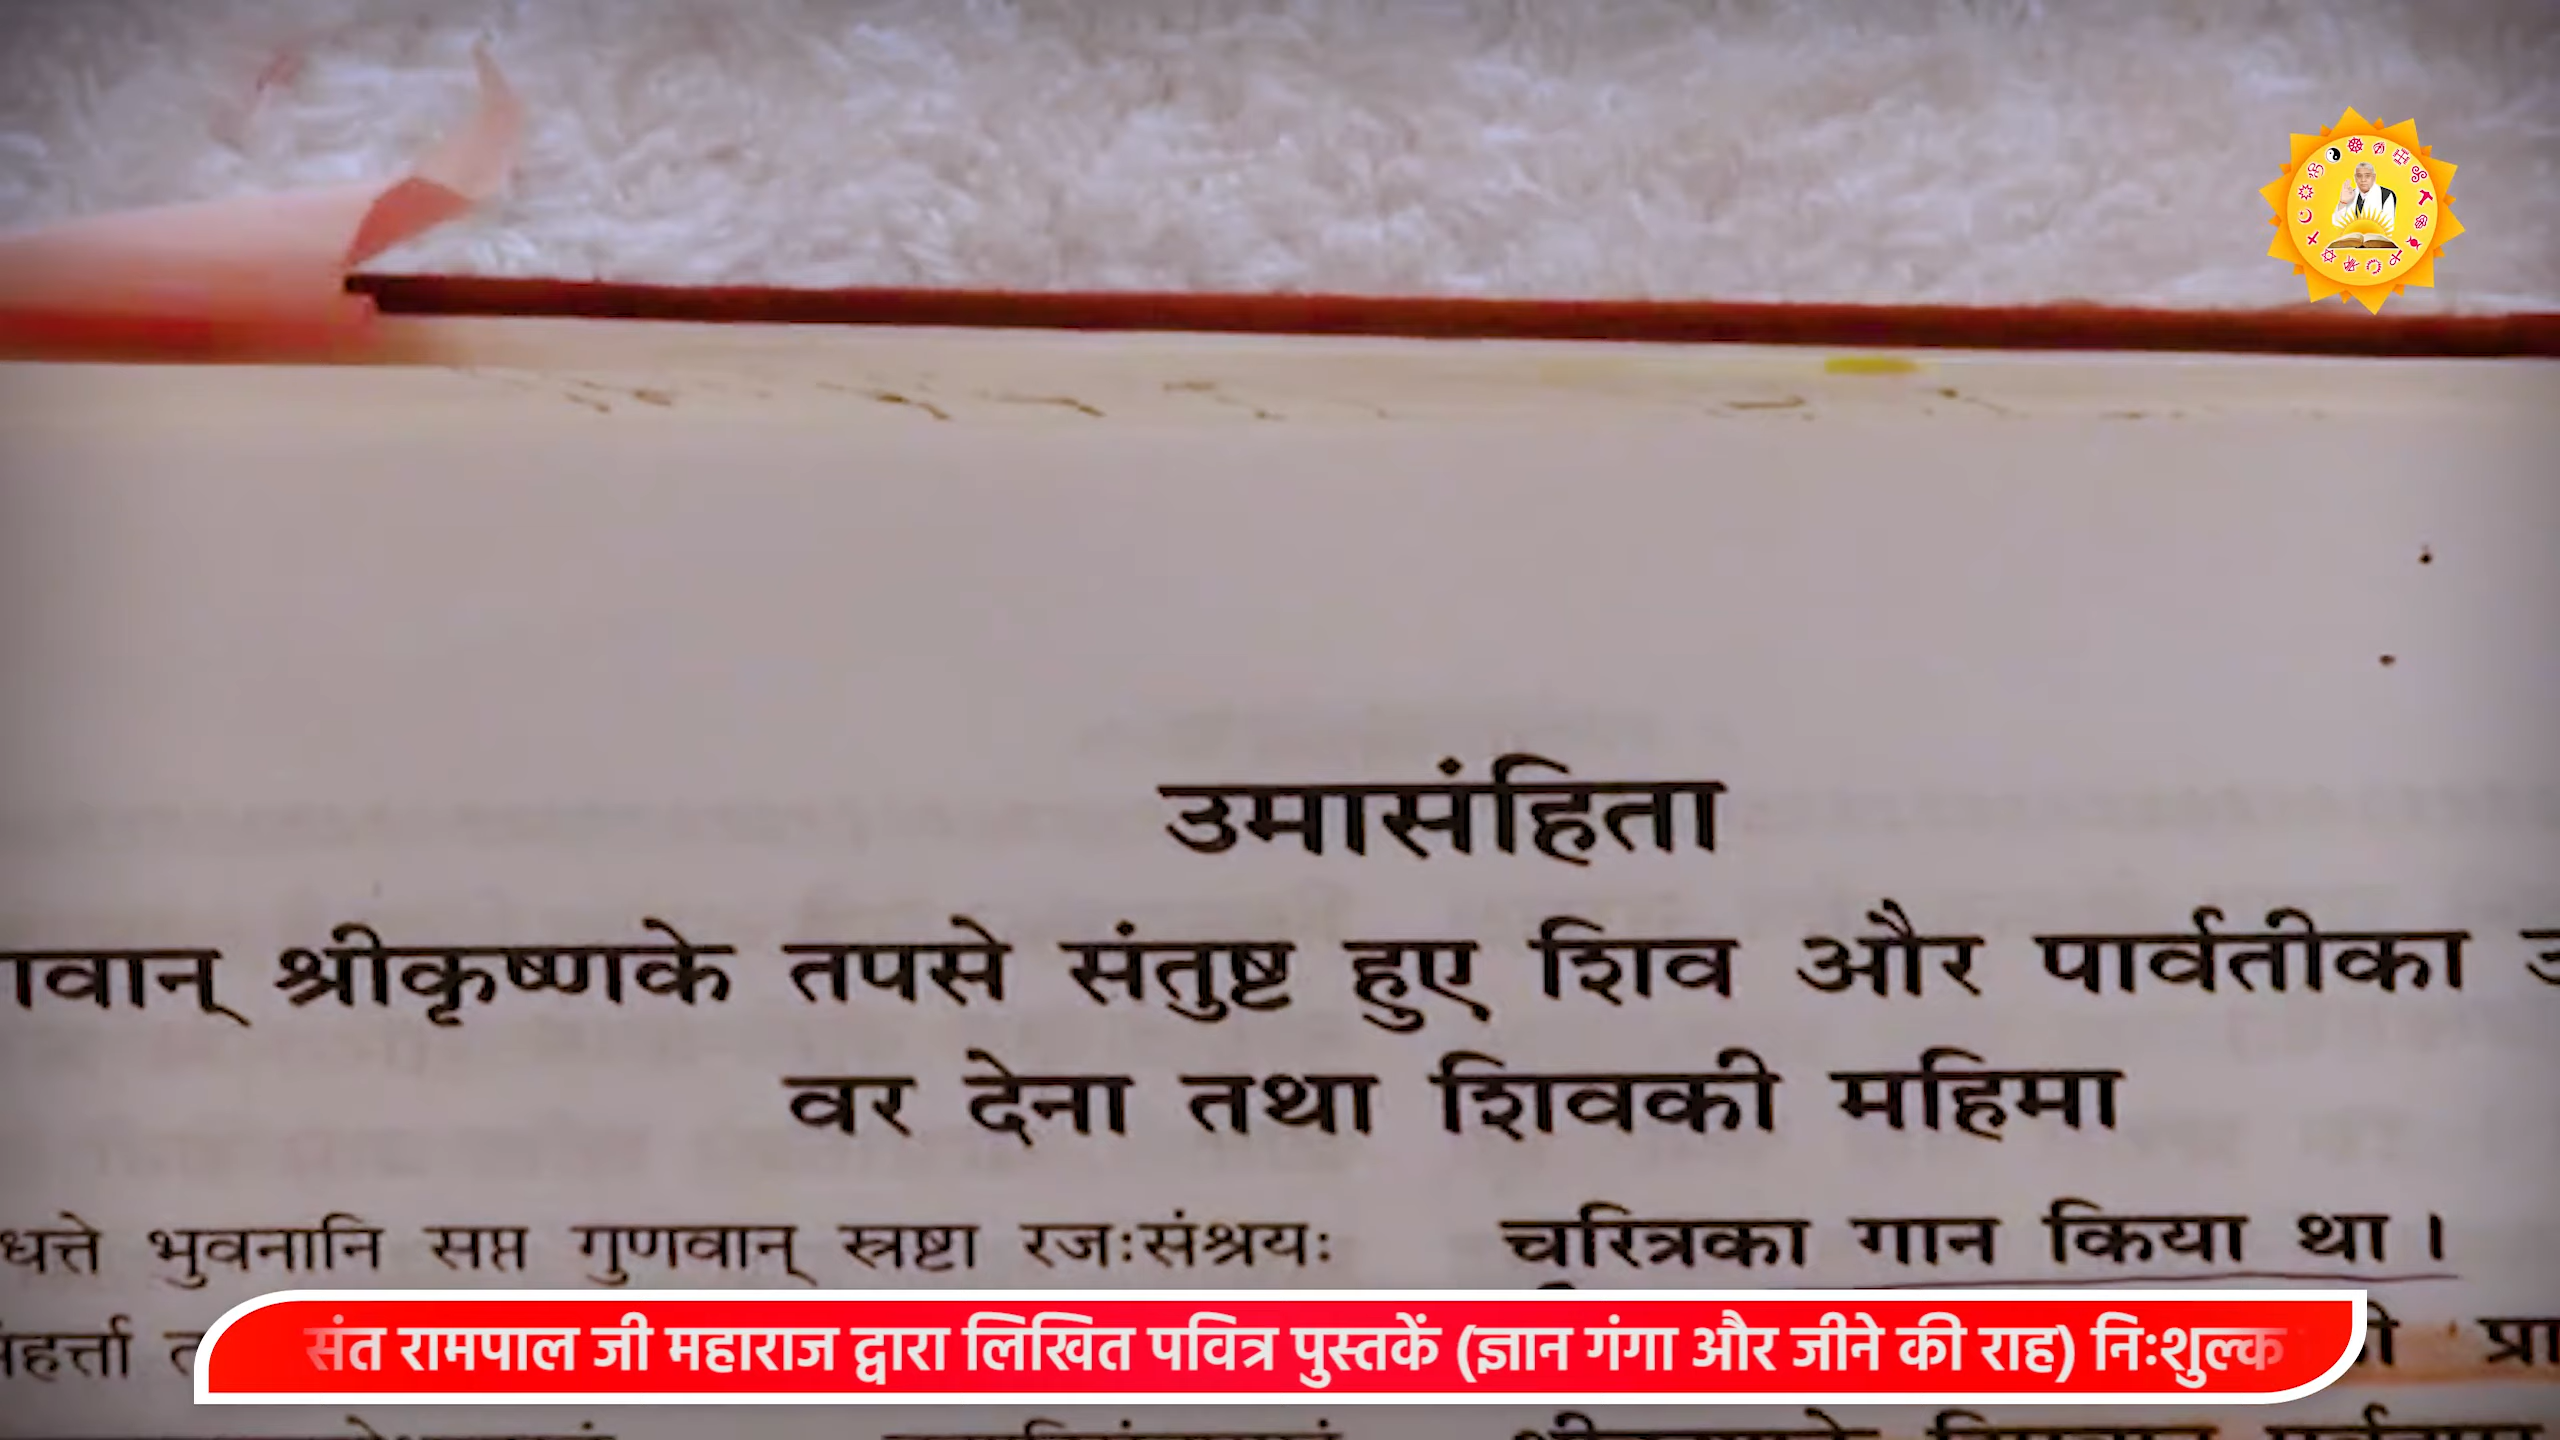 उमासंहिता
श्रीकृष्णके तपसे संतुष्ट हुए शिव और पार्वतीका
वर देना तथा शिवकी महिमा
धत्ते भुवनानि सप्त गुणवान् स्रष्टा रजःसंश्रयः
चरित्रका गान किया था।
संत रामपाल जी महाराज द्वारा लिखित पवित्र पुस्तकें (ज्ञान गंगा और जीने की राह) निःशुल्क